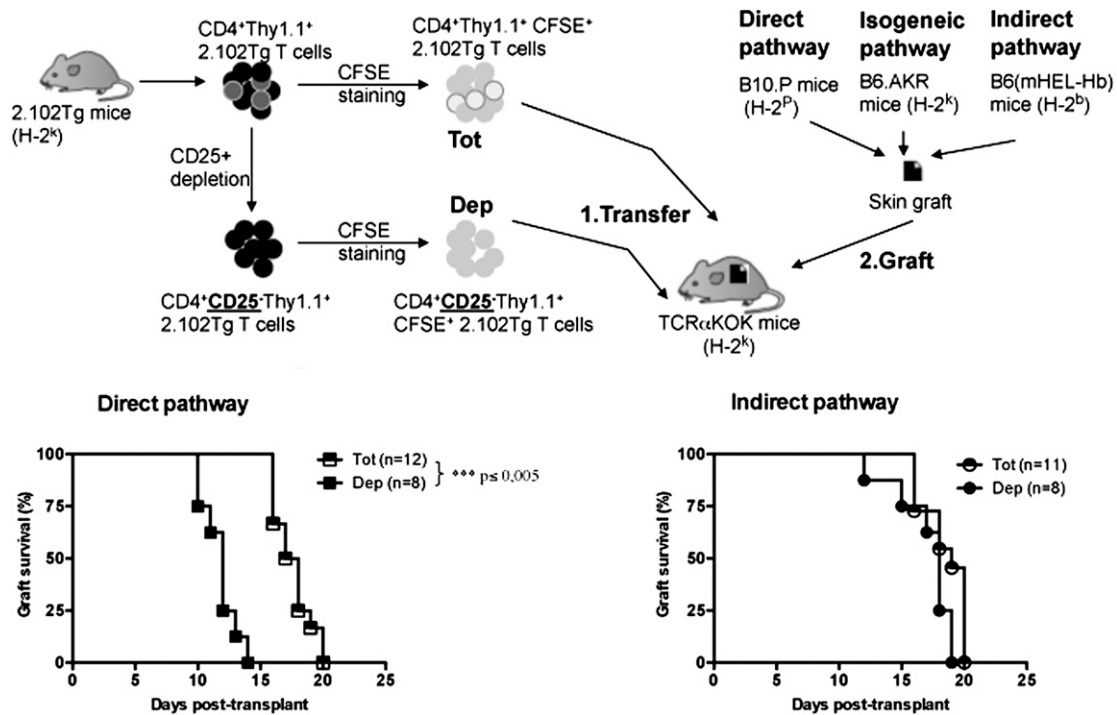 2.102Tg mice
(H-2ᵏ)
CD4⁺Thy1.1⁺
2.102Tg T cells
CFSE
staining
CD4⁺Thy1.1⁺ CFSE⁺
2.102Tg T cells
Tot
CD25+
depletion
CFSE
staining
Dep
CD4⁺CD25⁻Thy1.1⁺
2.102Tg T cells
CD4⁺CD25⁻Thy1.1⁺
CFSE⁺ 2.102Tg T cells
1.Transfer
Direct
pathway
B10.P mice
(H-2ᴾ)
Isogeneic
pathway
B6.AKR
mice (H-2ᵏ)
Indirect
pathway
B6(mHEL-Hb)
mice (H-2ᵇ)
Skin graft
2.Graft
TCRαKOK mice
(H-2ᵏ)
Direct pathway
Graft survival (%)
100
75
50
25
0
0 5 10 15 20 25
Days post-transplant
Tot (n=12)
Dep (n=8)
*** p≤ 0,005
Indirect pathway
Graft survival (%)
100
75
50
25
0
0 5 10 15 20 25
Days post-transplant
Tot (n=11)
Dep (n=8)